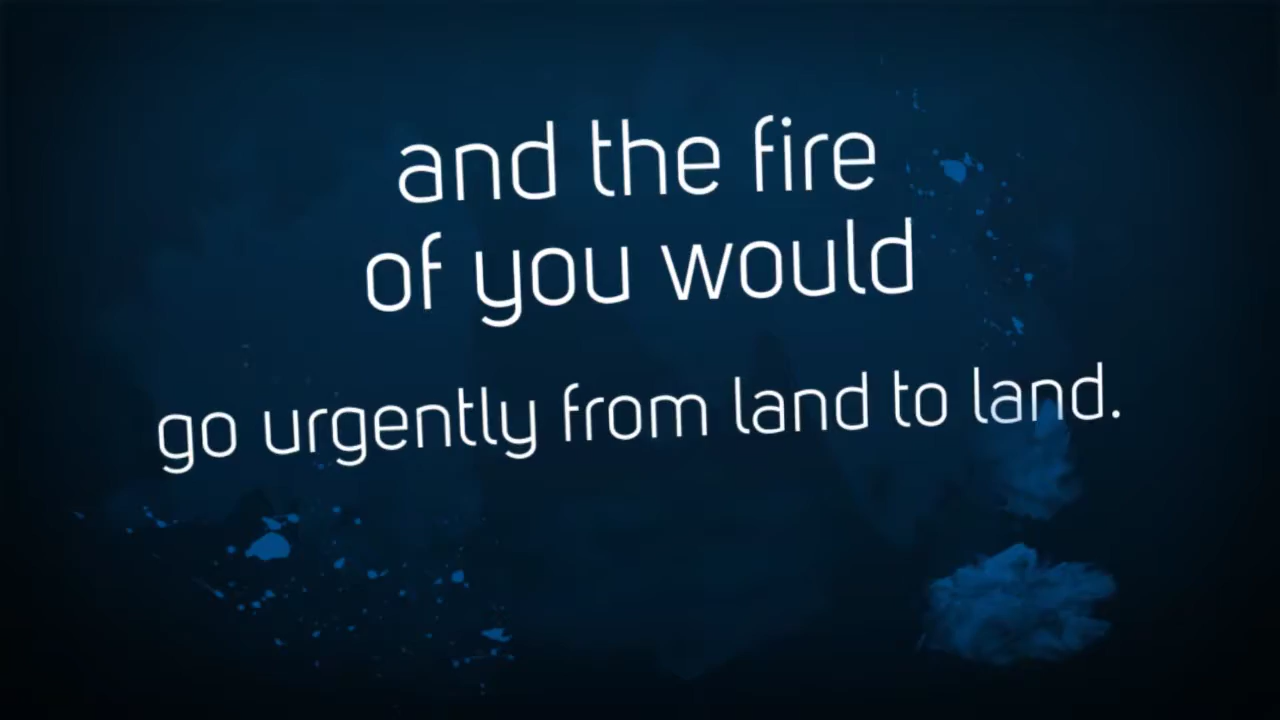 and the fire
of you would
go urgently from land to land.